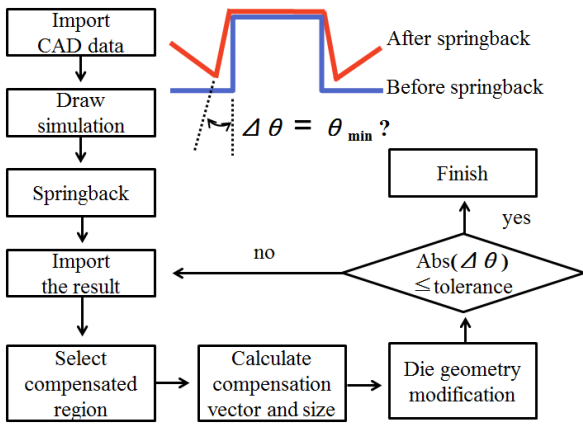 Import
CAD data
After springback
Before springback
Δθ = θmin ?
Draw
simulation
Springback
Finish
yes
no
Import
the result
Abs(Δθ)
≤ tolerance
Select
compensated
region
Calculate
compensation
vector and size
Die geometry
modification